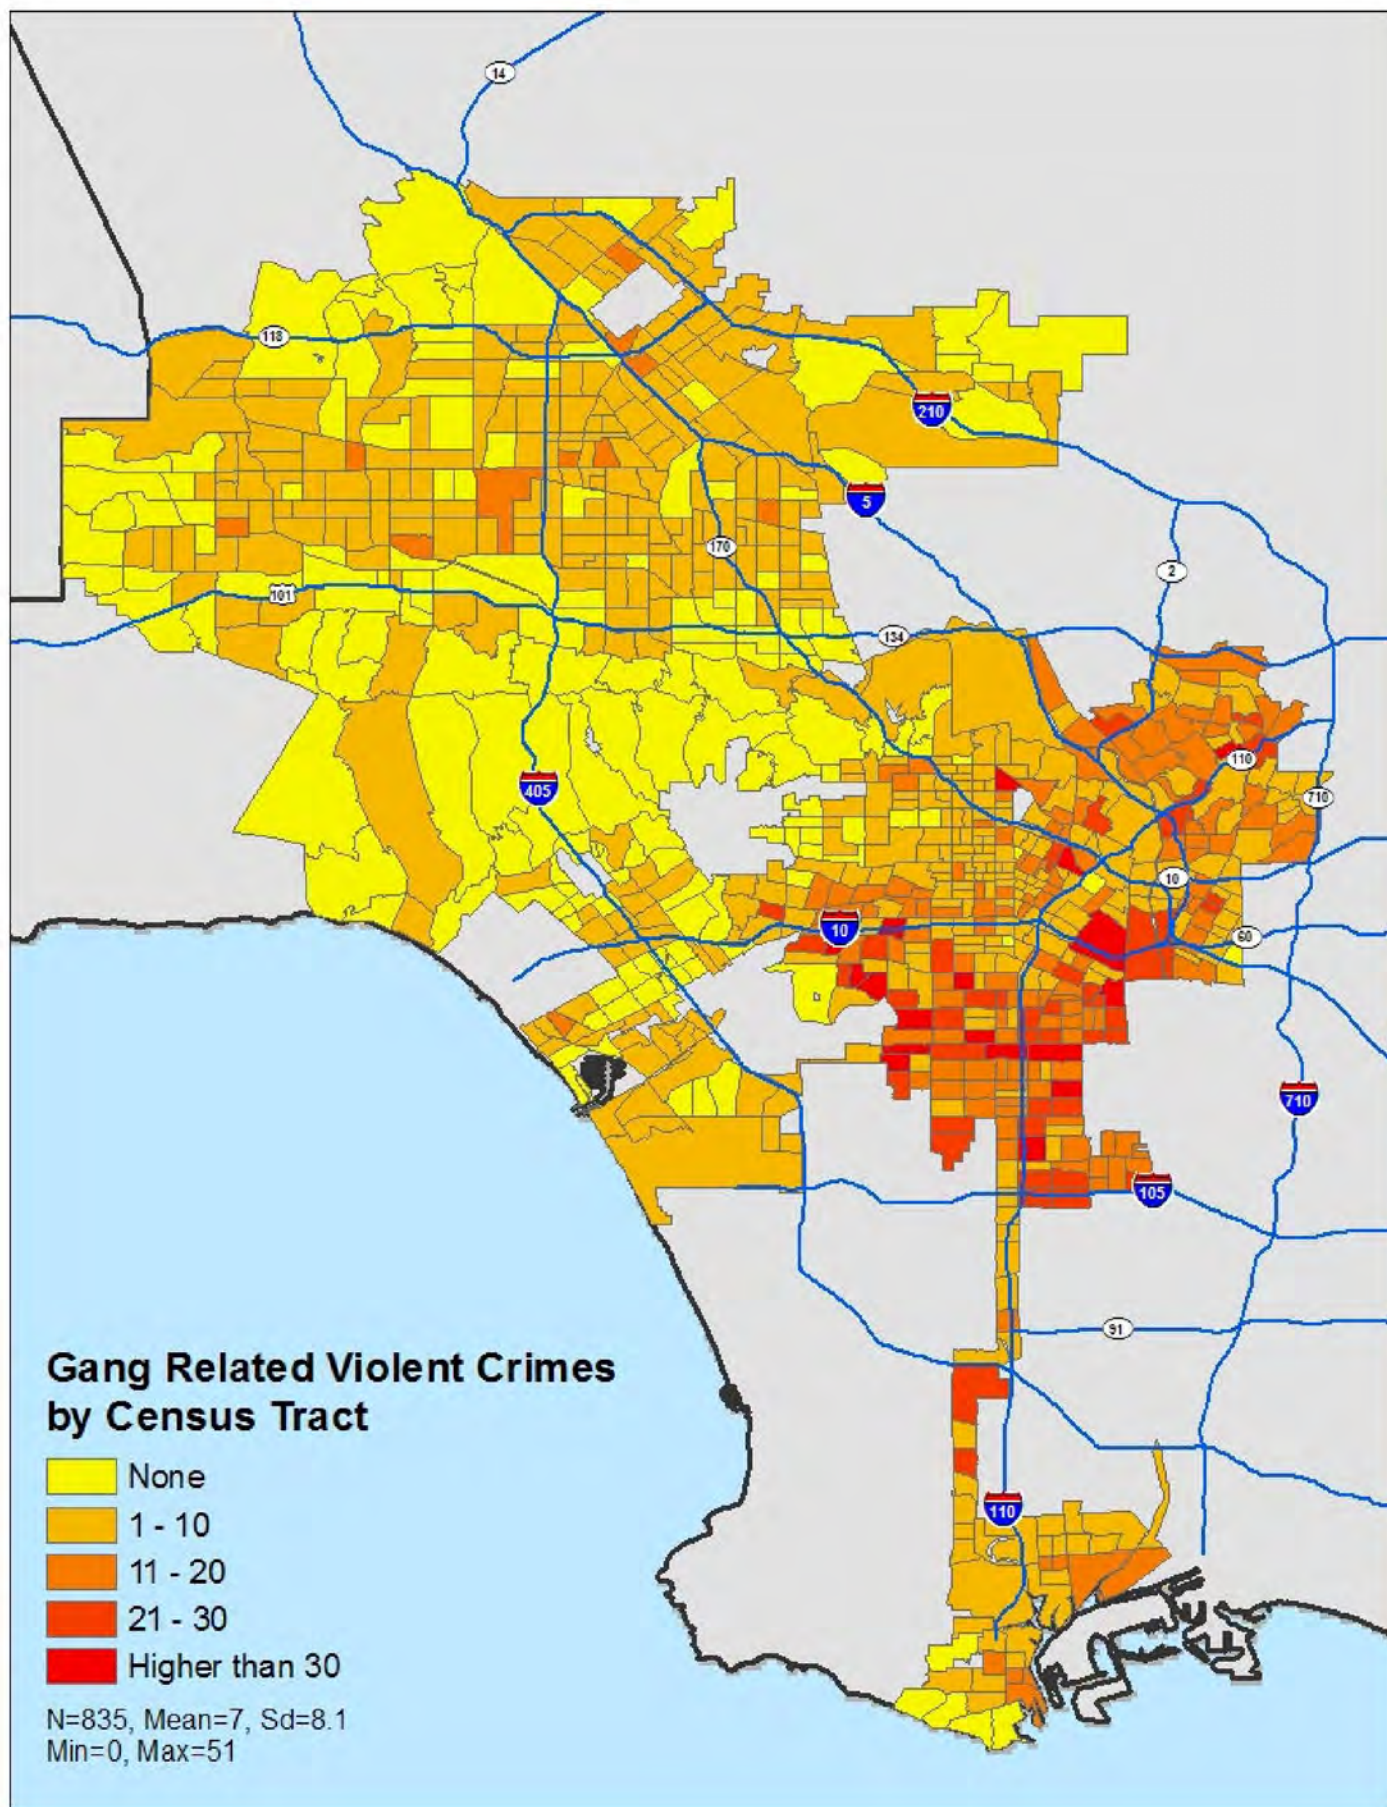 14
118
210
5
170
2
101
134
110
405
710
10
10
60
710
105
91
Gang Related Violent Crimes
by Census Tract
None
1 - 10
11 - 20
21 - 30
110
Higher than 30
N=835, Mean=7, Sd=8.1
Min=0, Max=51